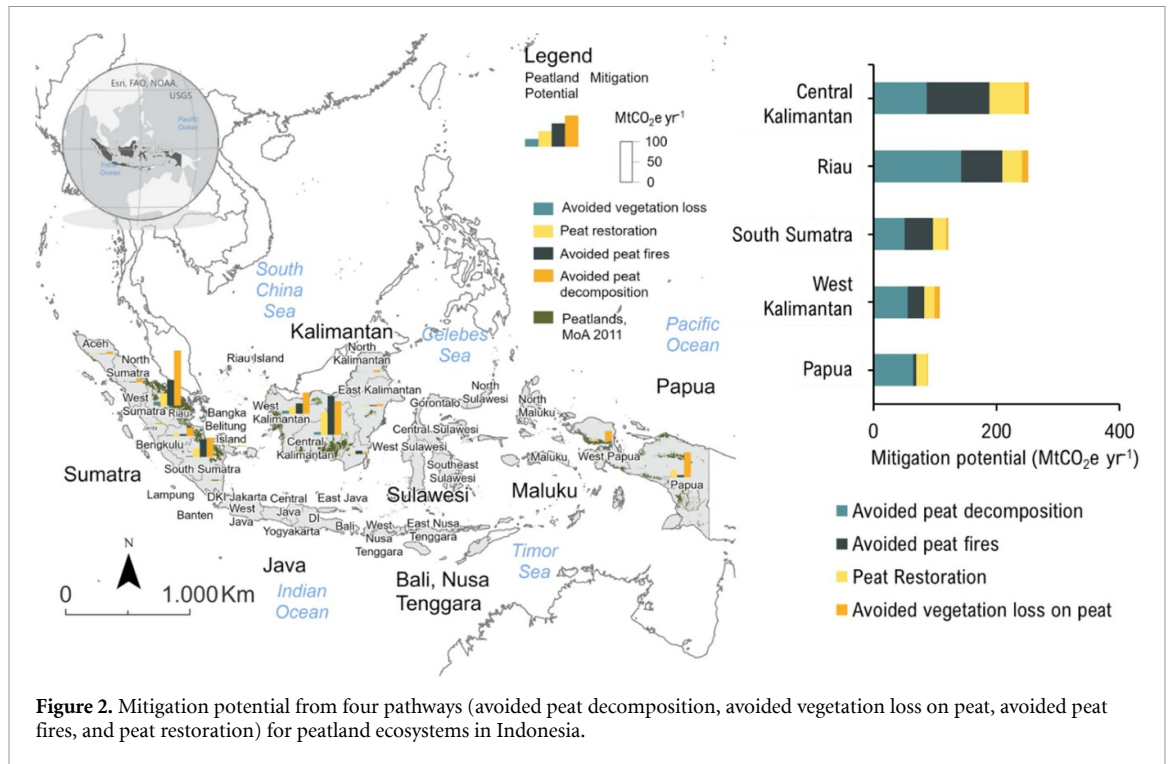 Esri, FAO, NOAA,
USGS
Pacific
Ocean
Indian
Ocean
Legend
Peatland Mitigation
Potential
MtCO₂e yr⁻¹
100
50
0
Avoided vegetation loss
Peat restoration
Avoided peat fires
Avoided peat
decomposition
Peatlands,
MoA 2011
South
China
Sea
Celebes
Sea
Pacific
Ocean
Kalimantan
Papua
Aceh
North
Sumatra
Riau Island
North
Kalimantan
East Kalimantan
West
Sumatra
Riau
Bangka
Belitung
Island
West
Kalimantan
Central
Kalimantan
Jambi
Bengkulu
South Sumatra
Sumatra
Gorontalo
North
Sulawesi
North
Maluku
Central Sulawesi
West Sulawesi
Southeast
Sulawesi
Maluku
West Papua
Papua
Lampung
DKI Jakarta
Central
Java
East Java
Sulawesi
Maluku
Banten
West
Java
DI
Yogyakarta
Bali
West
Nusa
Tenggara
East Nusa
Tenggara
N
Java
Bali, Nusa
Tenggara
Timor
Sea
Indian
Ocean
0 1.000 Km
Central
Kalimantan
Riau
South Sumatra
West
Kalimantan
Papua
0 200 400
Mitigation potential (MtCO₂e yr⁻¹)
Avoided peat decomposition
Avoided peat fires
Peat Restoration
Avoided vegetation loss on peat
Figure 2. Mitigation potential from four pathways (avoided peat decomposition, avoided vegetation loss on peat, avoided peat
fires, and peat restoration) for peatland ecosystems in Indonesia.